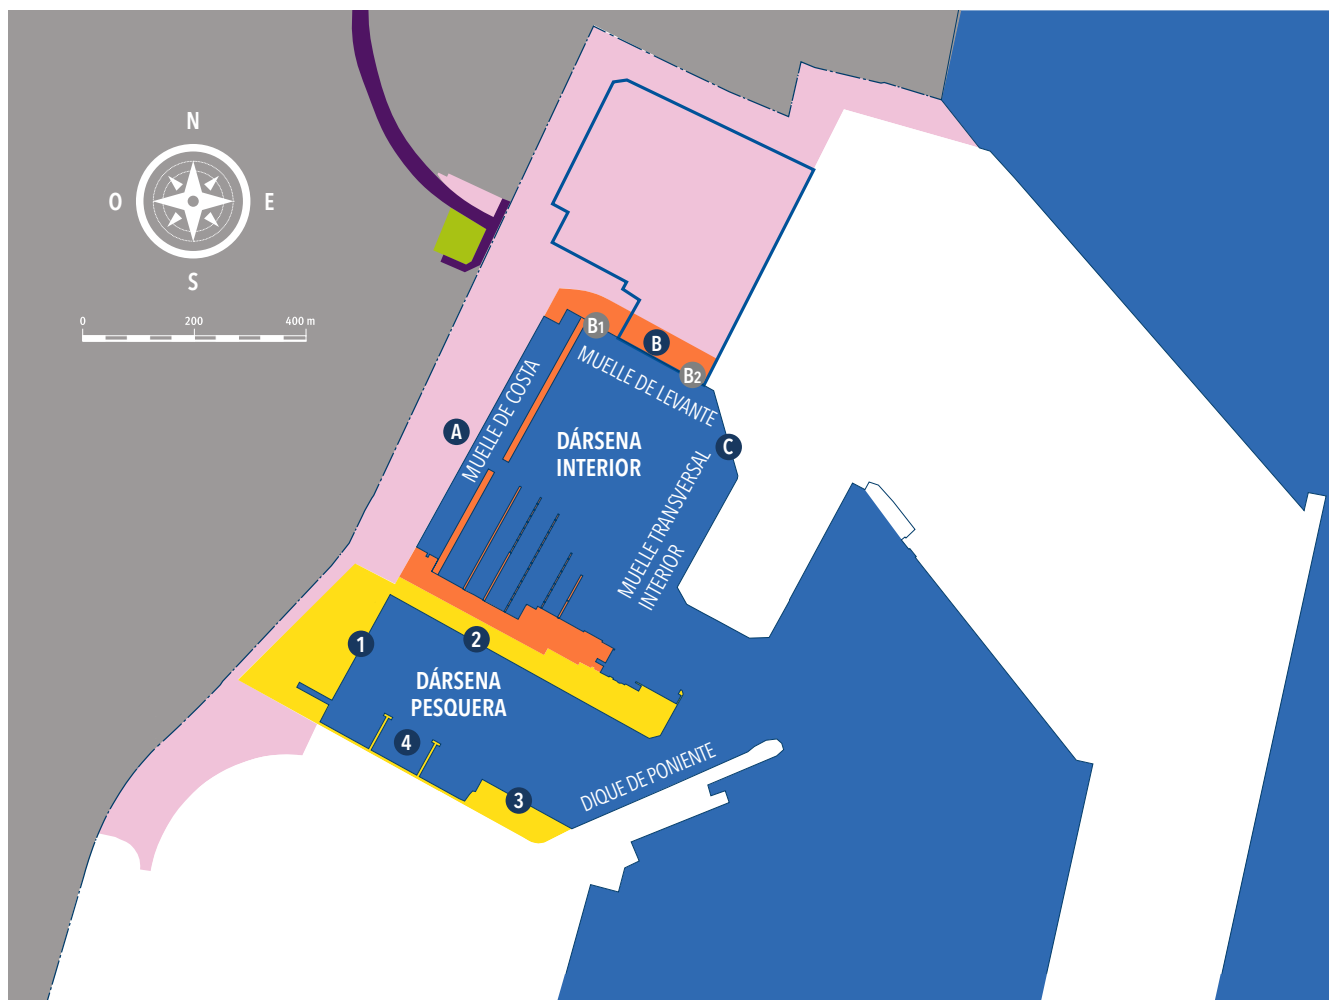 N
O
E
S
0
200
400 m
B1
B
B2
MUELLE DE LEVANTE
MUELLE DE COSTA
A
DÁRSENA
INTERIOR
C
MUELLE TRANSVERSAL
INTERIOR
1
2
DÁRSENA
PESQUERA
4
3
DIQUE DE PONIENTE